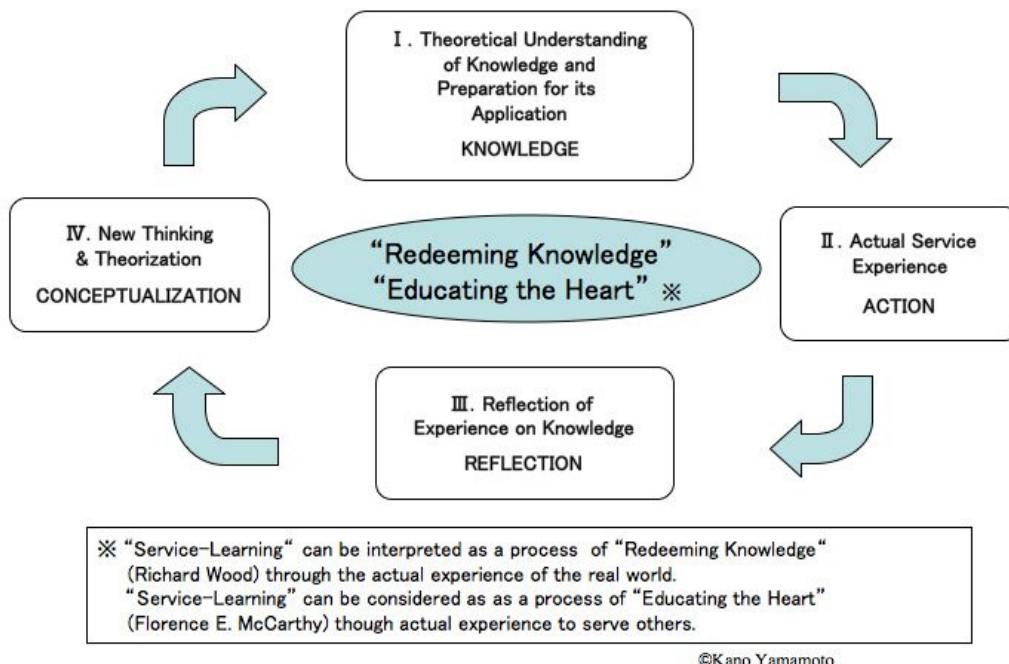 Ⅰ. Theoretical Understanding
of Knowledge and
Preparation for its
Application
KNOWLEDGE
Ⅳ. New Thinking
& Theorization
CONCEPTUALIZATION
“Redeeming Knowledge”
“Educating the Heart” ※
Ⅱ. Actual Service
Experience
ACTION
Ⅲ. Reflection of
Experience on Knowledge
REFLECTION
※ “Service-Learning“ can be interpreted as a process of “Redeeming Knowledge“
(Richard Wood) through the actual experience of the real world.
“Service-Learning” can be considered as as a process of “Educating the Heart”
(Florence E. McCarthy) though actual experience to serve others.
©Kano Yamamoto